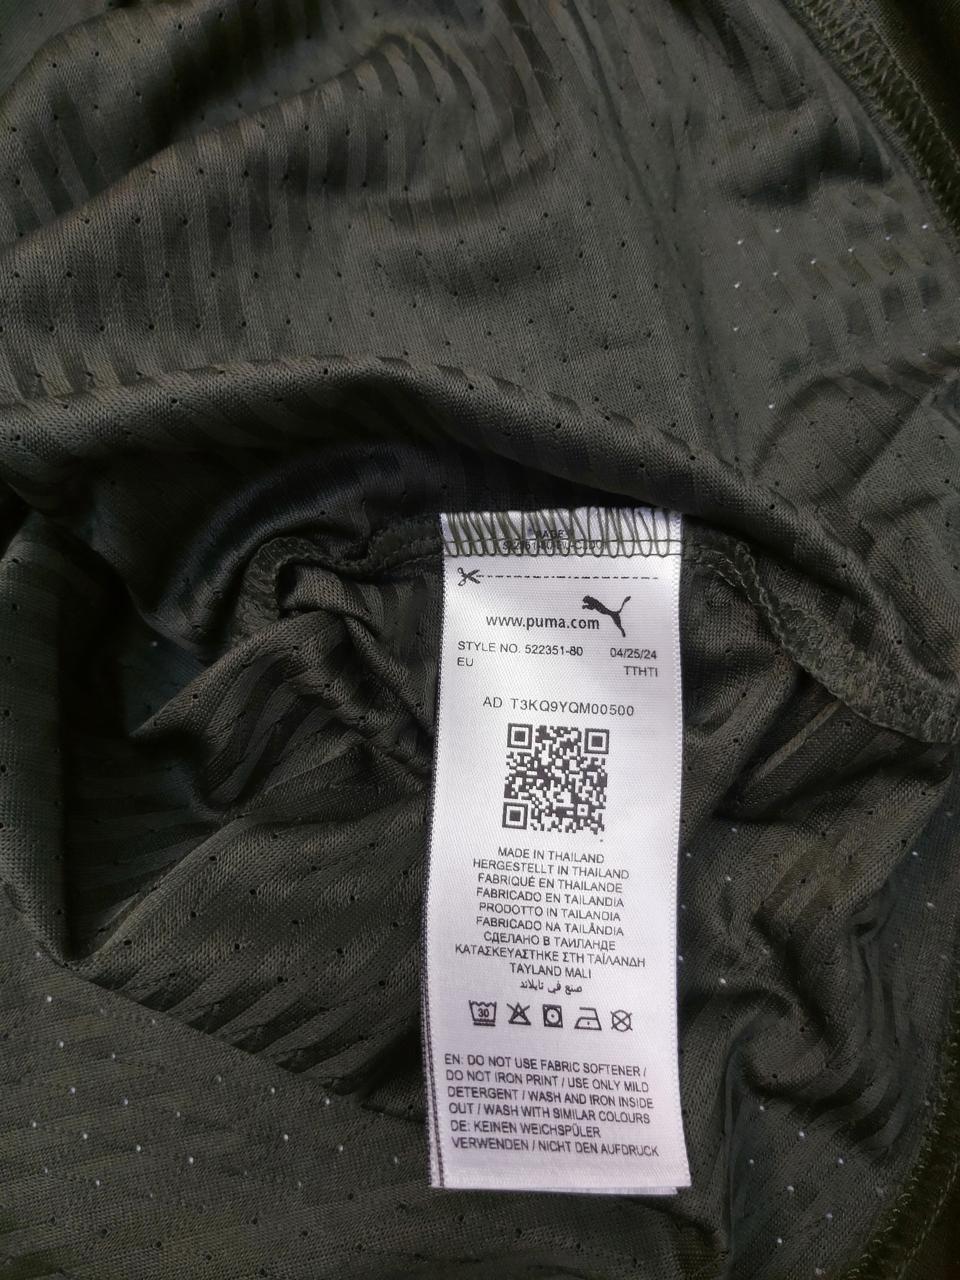 www.puma.com
STYLE NO. 522351-80 04/25/24
EU TTHTI
AD T3KQ9YQM00500
MADE IN THAILAND
HERGESTELLT IN THAILAND
FABRIQUÉ EN THAILANDE
FABRICADO EN TAILANDIA
PRODOTTO IN TAILANDIA
FABRICADO NA TAILÂNDIA
СДЕЛАНО В ТАИЛАНДЕ
ΚΑΤΑΣΚΕΥΑΣΤΗΚΕ ΣΤΗ ΤΑΪΛΑΝΔΗ
TAYLAND MALI
صنع في تايلاند
30
EN: DO NOT USE FABRIC SOFTENER /
DO NOT IRON PRINT / USE ONLY MILD
DETERGENT / WASH AND IRON INSIDE
OUT / WASH WITH SIMILAR COLOURS
DE: KEINEN WEICHSPÜLER
VERWENDEN / NICHT DEN AUFDRUCK